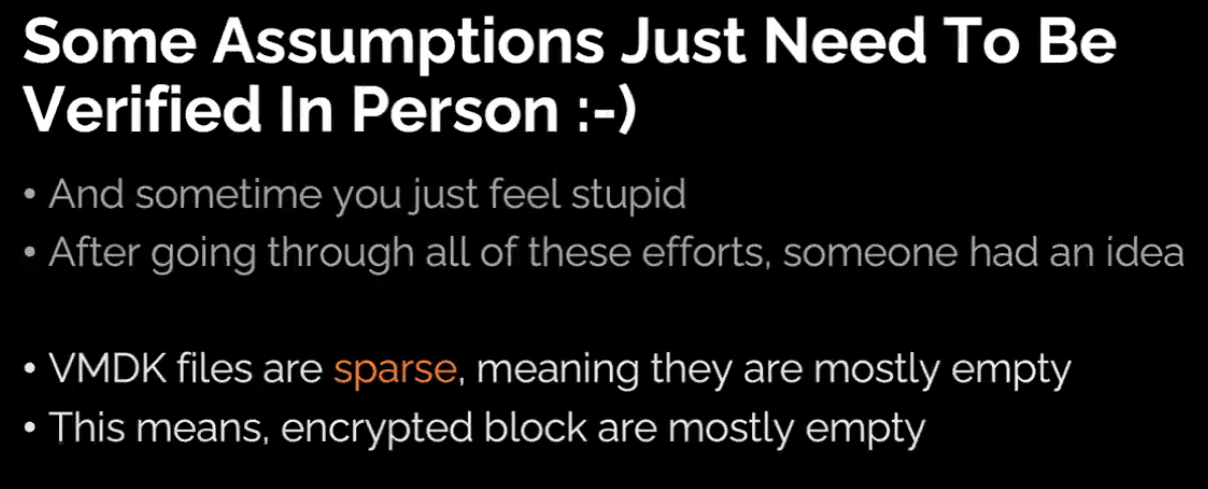 Some Assumptions Just Need To Be
Verified In Person :-)
• And sometime you just feel stupid
• After going through all of these efforts, someone had an idea
• VMDK files are sparse, meaning they are mostly empty
• This means, encrypted block are mostly empty